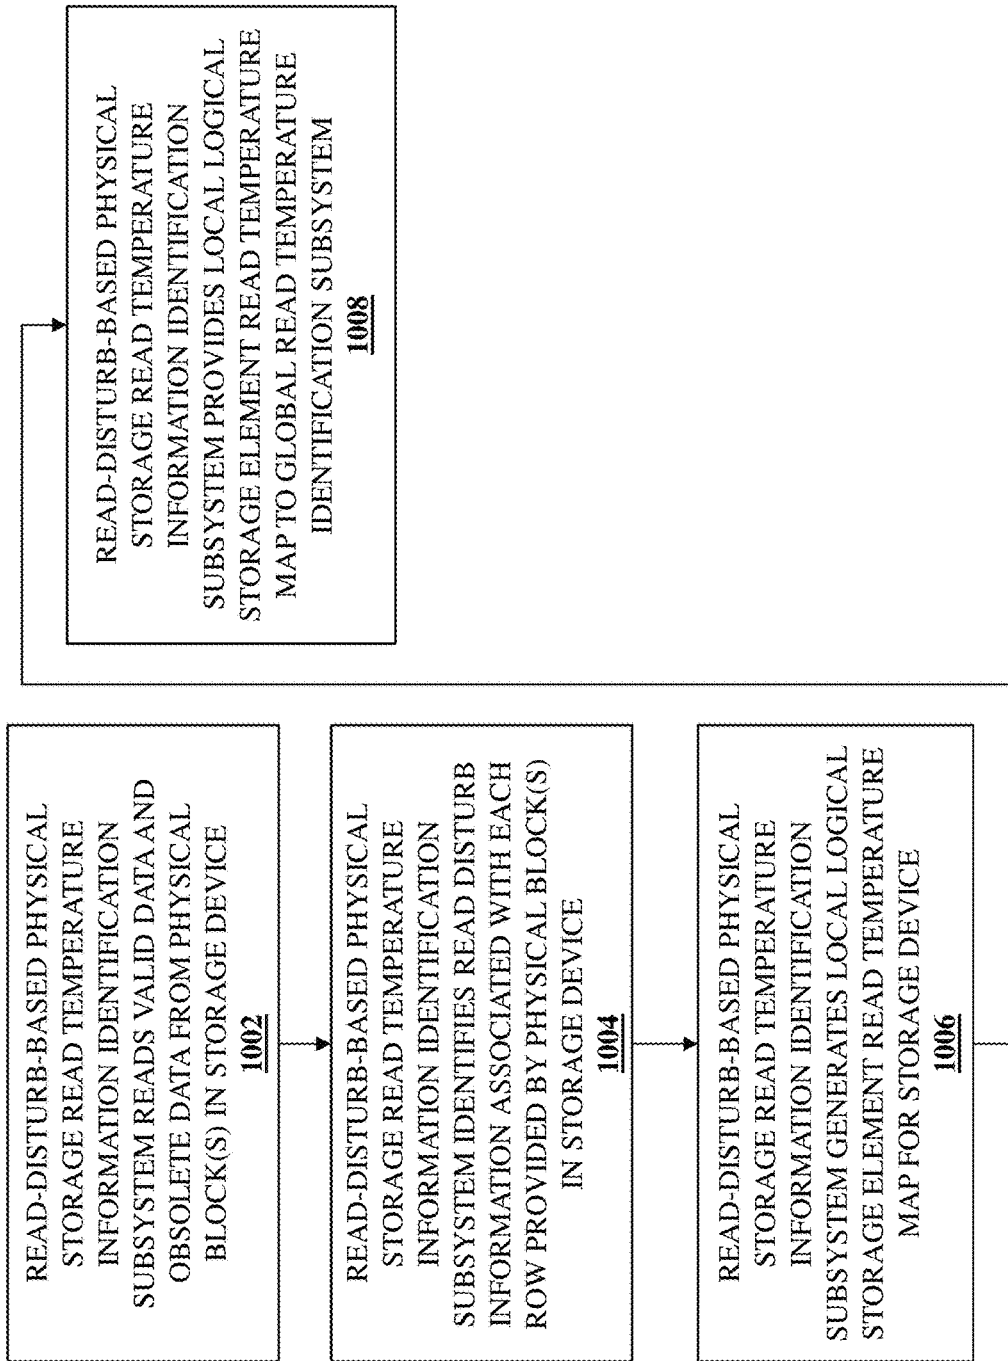 READ-DISTURB-BASED PHYSICAL
STORAGE READ TEMPERATURE
INFORMATION IDENTIFICATION
SUBSYSTEM READS VALID DATA AND
OBSOLETE DATA FROM PHYSICAL
BLOCK(S) IN STORAGE DEVICE
1002
READ-DISTURB-BASED PHYSICAL
STORAGE READ TEMPERATURE
INFORMATION IDENTIFICATION
SUBSYSTEM IDENTIFIES READ DISTURB
INFORMATION ASSOCIATED WITH EACH
ROW PROVIDED BY PHYSICAL BLOCK(S)
IN STORAGE DEVICE
1004
READ-DISTURB-BASED PHYSICAL
STORAGE READ TEMPERATURE
INFORMATION IDENTIFICATION
SUBSYSTEM GENERATES LOCAL LOGICAL
STORAGE ELEMENT READ TEMPERATURE
MAP FOR STORAGE DEVICE
1006
READ-DISTURB-BASED PHYSICAL
STORAGE READ TEMPERATURE
INFORMATION IDENTIFICATION
SUBSYSTEM PROVIDES LOCAL LOGICAL
STORAGE ELEMENT READ TEMPERATURE
MAP TO GLOBAL READ TEMPERATURE
IDENTIFICATION SUBSYSTEM
1008